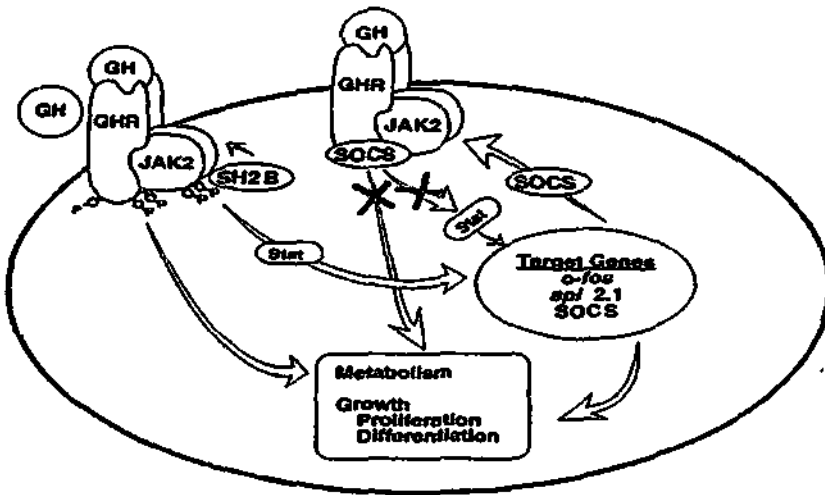 GH
GH
GHR
JAK2
SH2B
GH
GHR
JAK2
SOCS
SOCS
Stat
Stat
Target Genes
c-fos
spi 2.1
SOCS
Metabolism
Growth
Proliferation
Differentiation